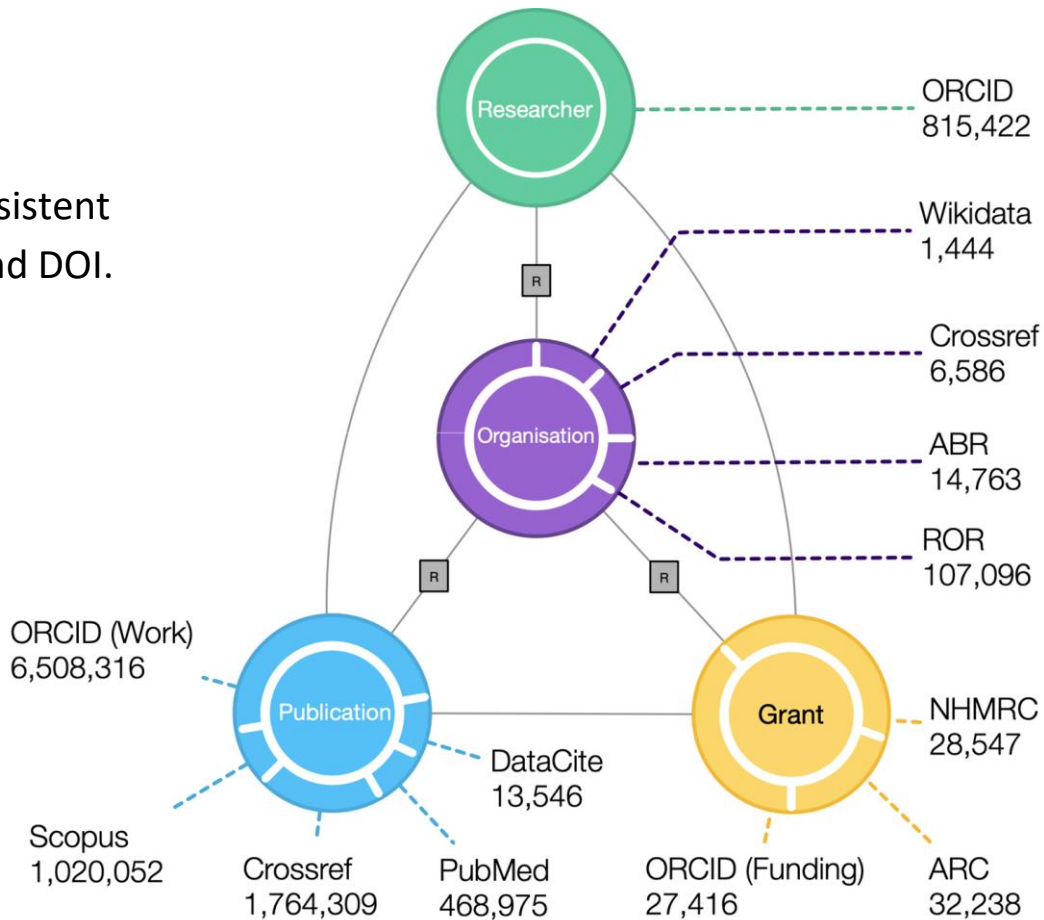 Researcher
ORCID
815,422
sistent
nd DOI.
Wikidata
1,444
R
Crossref
6,586
Organisation
ABR
14,763
ROR
107,096
R
R
ORCID (Work)
6,508,316
Publication
Grant
NHMRC
28,547
DataCite
13,546
Scopus
1,020,052
Crossref
1,764,309
PubMed
468,975
ORCID (Funding)
27,416
ARC
32,238